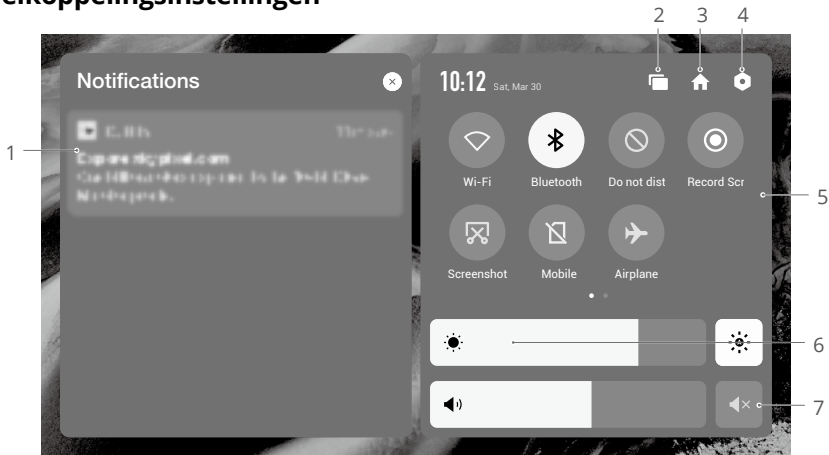 2 3 4
Notifications
10:12 Sat, Mar 30
1
Wi-Fi Bluetooth Do not dist Record Scr
5
Screenshot Mobile Airplane
6
7